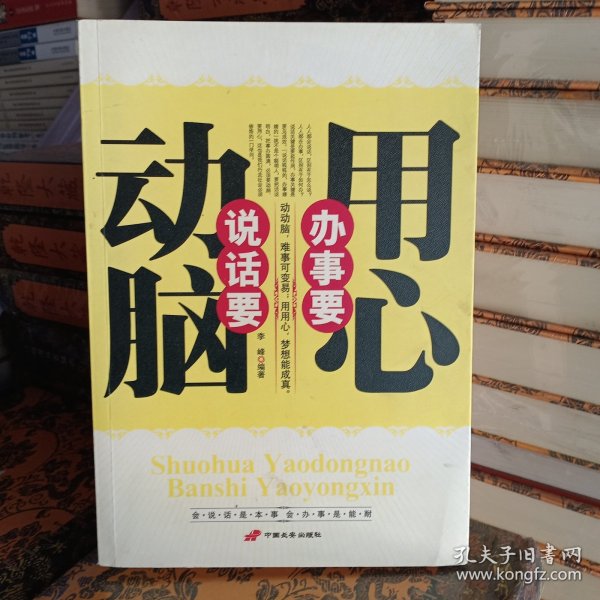 说话要
动脑
办事要
用心
动动脑,难事可变易;用用心,梦想能成真。
李峰 编著
Shuohua Yaodongnao
Banshi Yaoyongxin
会·说·话·是·本·事 会·办·事·是·能·耐
中国长安出版社
孔夫子旧书网
www.kongfz.com